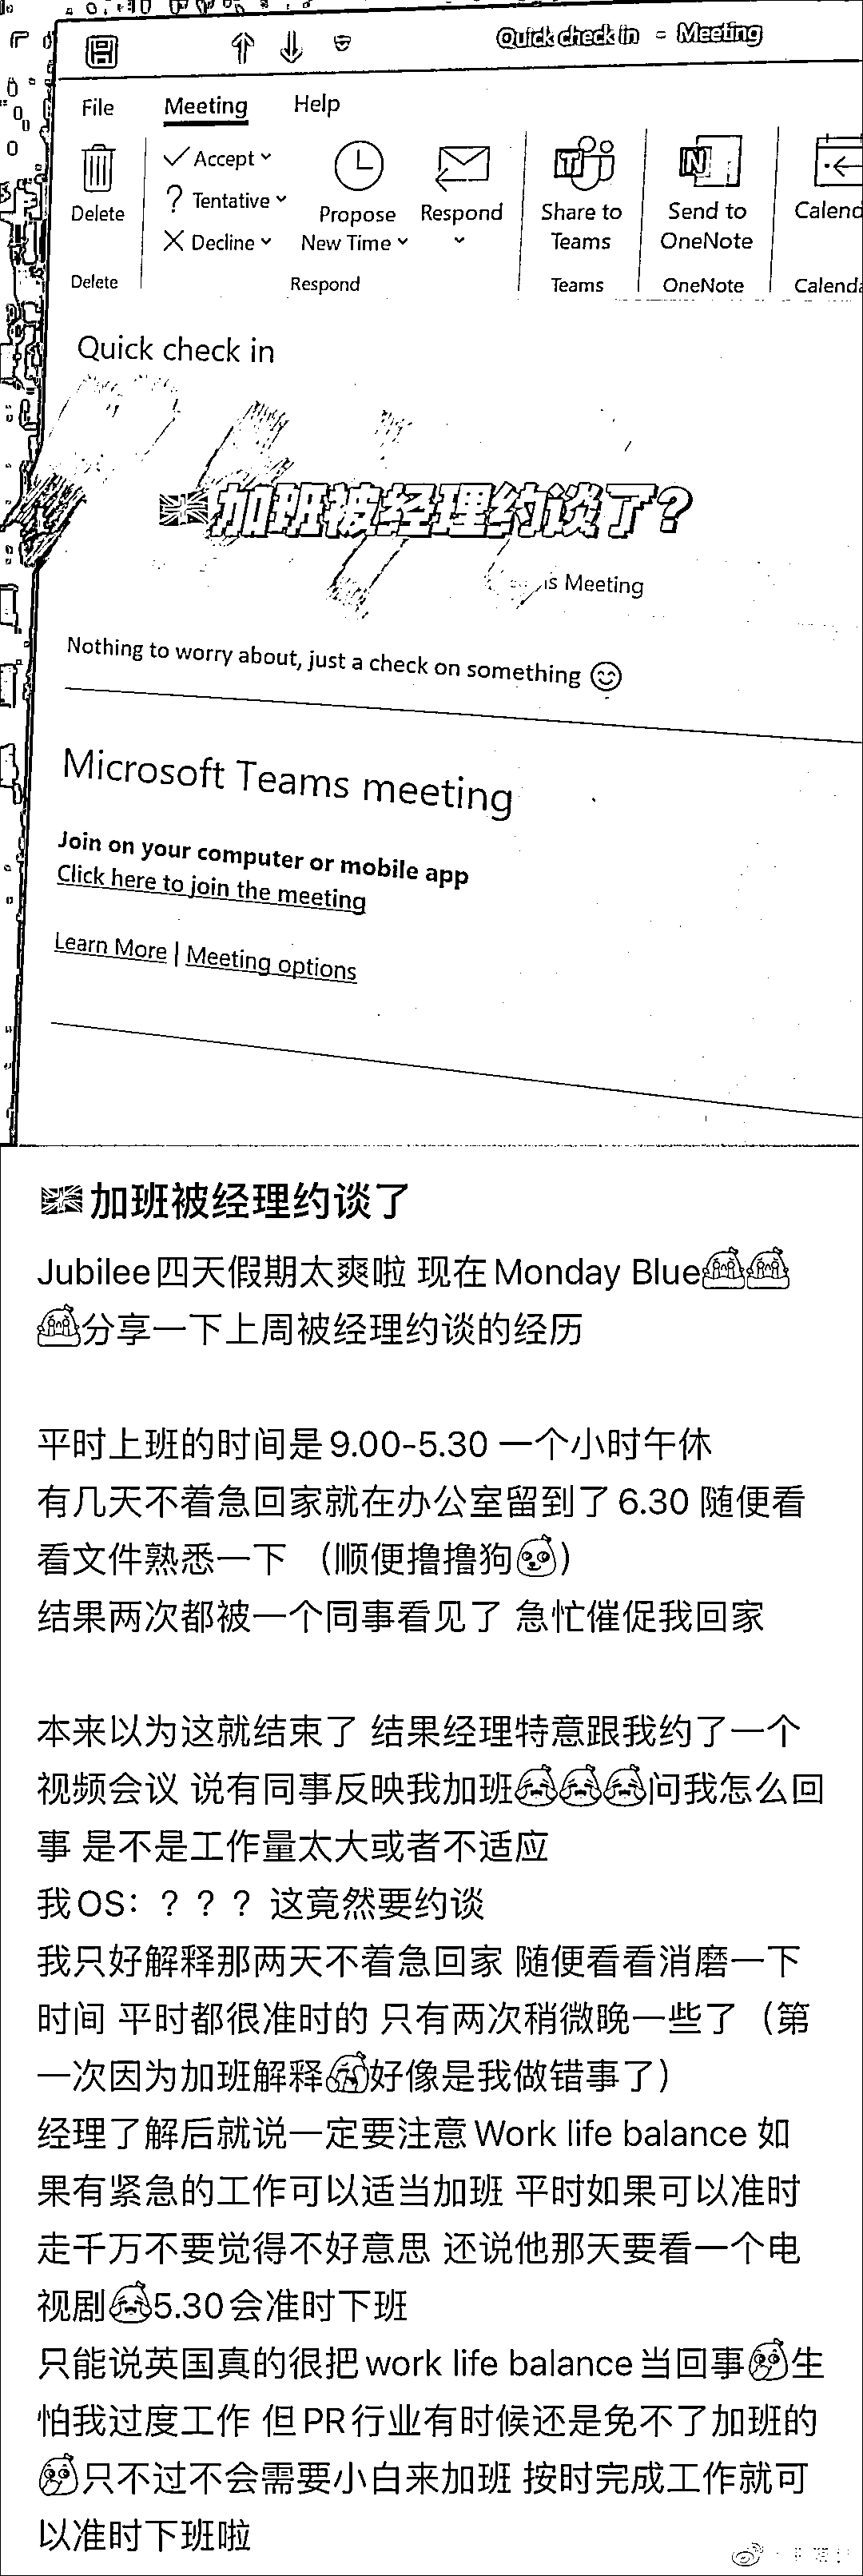 Quick check in - Meeting
File Meeting Help
Accept
Tentative
Decline
Delete
Propose New Time
Respond
Share to Teams
Send to OneNote
Calend
Delete Respond Teams OneNote Calenda
Quick check in
🇬🇧加班被经理约谈了?
s Meeting
Nothing to worry about, just a check on something 😊
Microsoft Teams meeting
Join on your computer or mobile app
Click here to join the meeting
Learn More | Meeting options
🇬🇧加班被经理约谈了
Jubilee四天假期太爽啦 现在Monday Blue
分享一下上周被经理约谈的经历
平时上班的时间是9.00-5.30 一个小时午休
有几天不着急回家就在办公室留到了6.30 随便看
看文件熟悉一下 （顺便撸撸狗）
结果两次都被一个同事看见了 急忙催促我回家
本来以为这就结束了 结果经理特意跟我约了一个
视频会议 说有同事反映我加班问我怎么回
事 是不是工作量太大或者不适应
我OS：？？？这竟然要约谈
我只好解释那两天不着急回家 随便看看消磨一下
时间 平时都很准时的 只有两次稍微晚一些了（第
一次因为加班解释好像是我做错事了）
经理了解后就说一定要注意Work life balance 如
果有紧急的工作可以适当加班 平时如果可以准时
走千万不要觉得不好意思 还说他那天要看一个电
视剧5.30会准时下班
只能说英国真的很把work life balance当回事生
怕我过度工作 但PR行业有时候还是免不了加班的
只不过不会需要小白来加班 按时完成工作就可
以准时下班啦